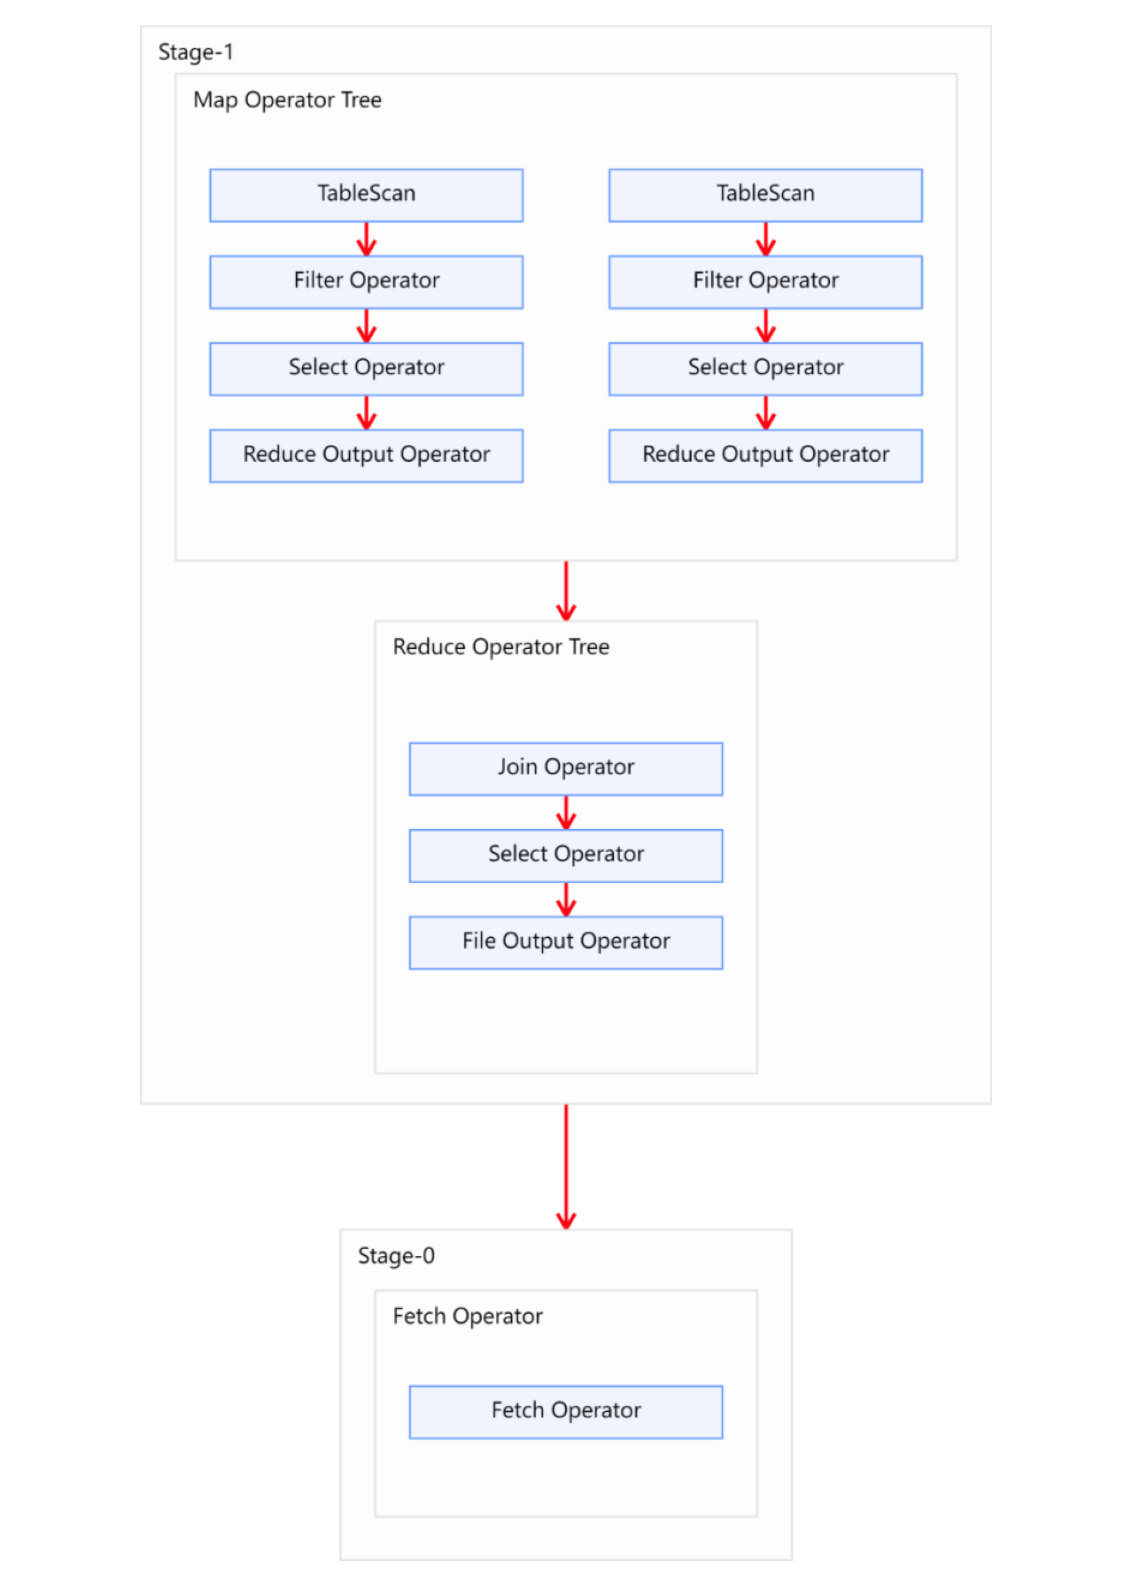 Stage-1
Map Operator Tree
TableScan
TableScan
Filter Operator
Filter Operator
Select Operator
Select Operator
Reduce Output Operator
Reduce Output Operator
Reduce Operator Tree
Join Operator
Select Operator
File Output Operator
Stage-0
Fetch Operator
Fetch Operator